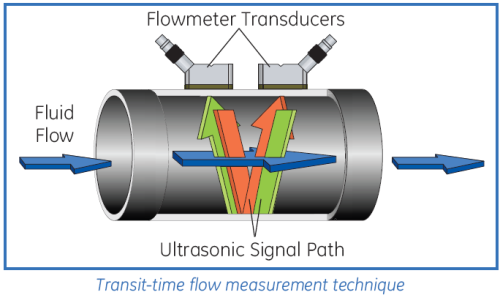 Flowmeter Transducers
Fluid
Flow
Ultrasonic Signal Path
Transit-time flow measurement technique